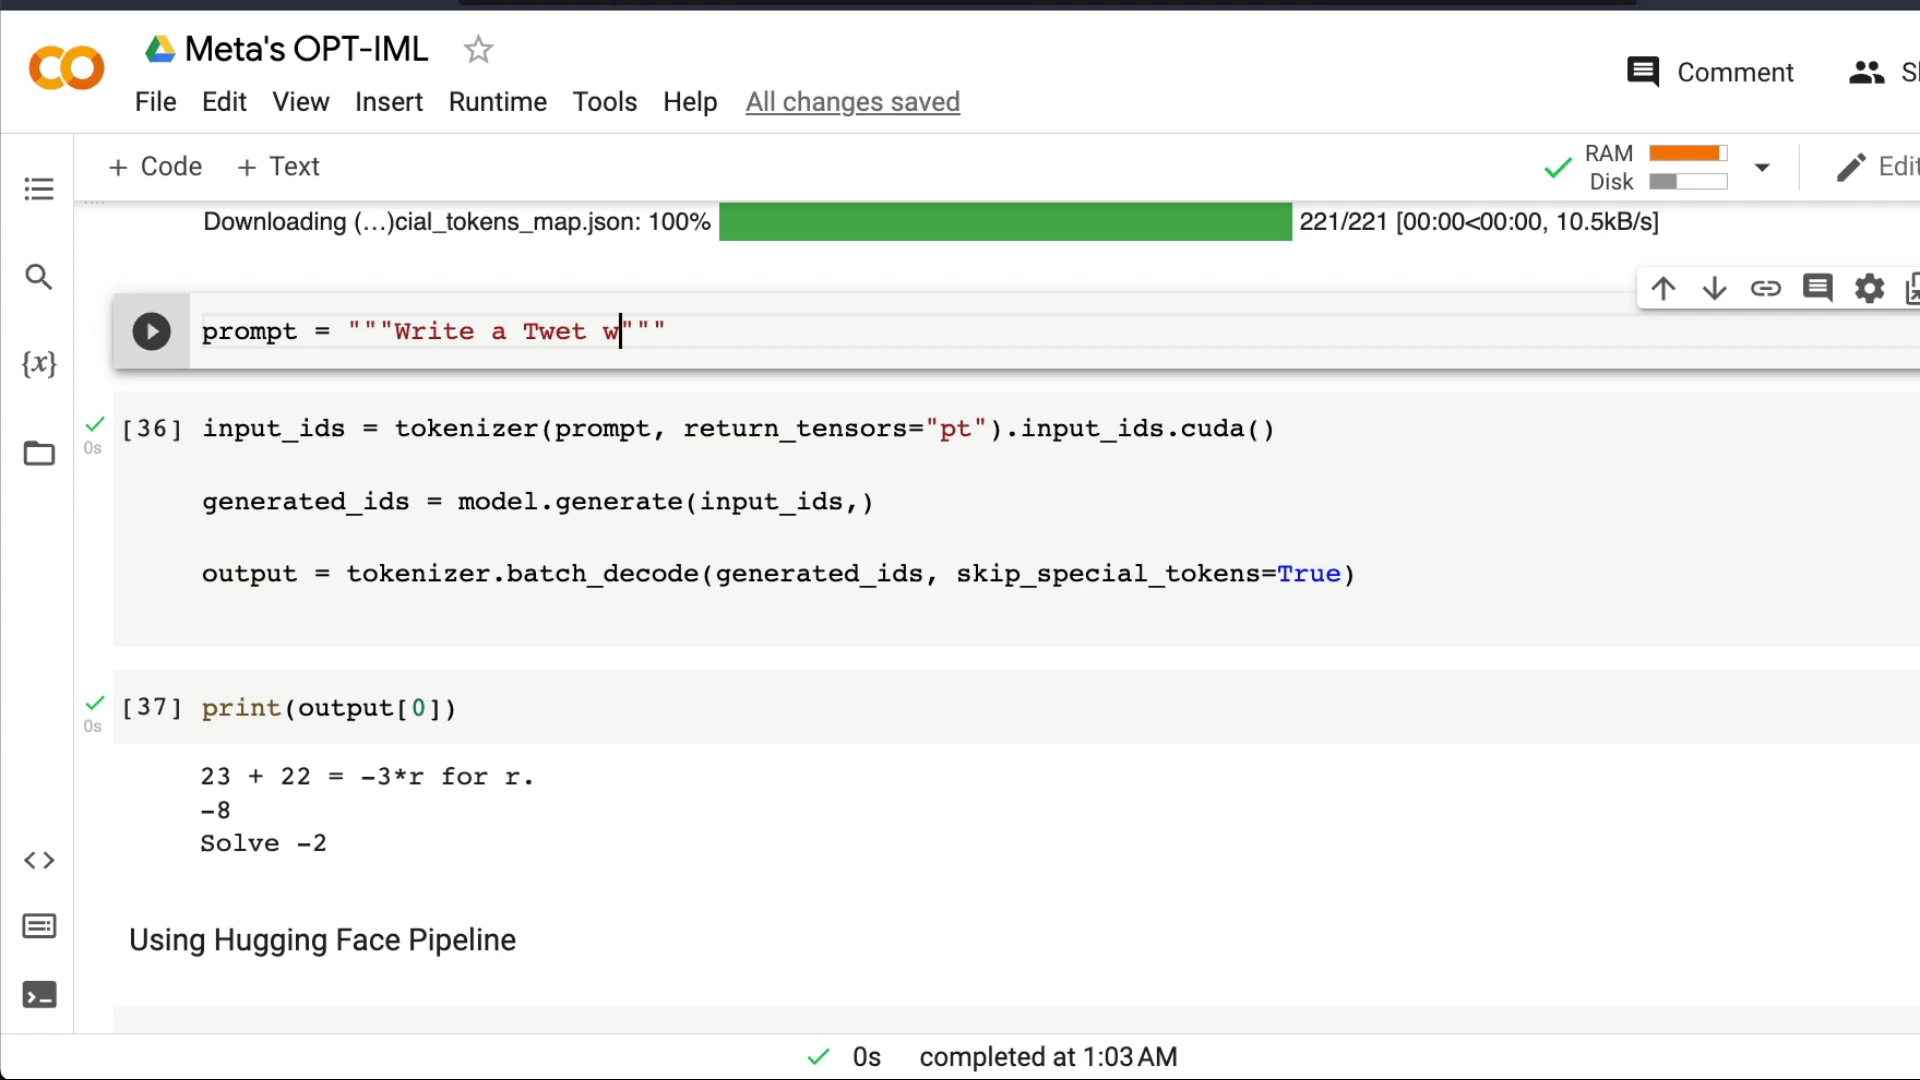 Meta's OPT-IML
Comment
File Edit View Insert Runtime Tools Help All changes saved
+ Code + Text
RAM
Disk
Downloading (...)cial_tokens_map.json: 100% 221/221 [00:00<00:00, 10.5kB/s]
prompt = """Write a Twet w"""
[36] input_ids = tokenizer(prompt, return_tensors="pt").input_ids.cuda()
0s
generated_ids = model.generate(input_ids,)
output = tokenizer.batch_decode(generated_ids, skip_special_tokens=True)
[37] print(output[0])
0s
23 + 22 = -3*r for r.
-8
Solve -2
Using Hugging Face Pipeline
0s completed at 1:03 AM